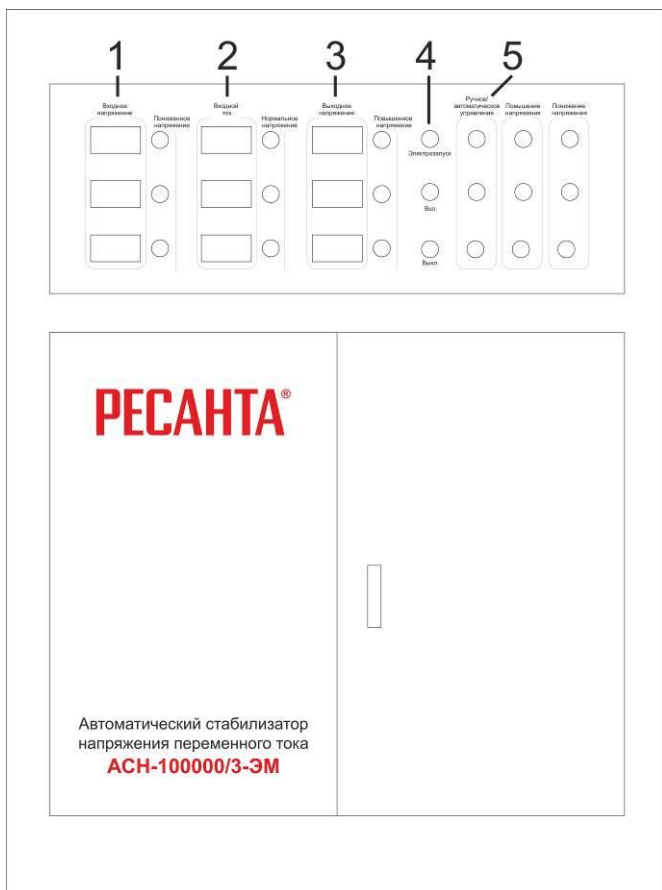 1 2 3 4 5
Входное
напряжение
Пониженное
напряжение
Входной
ток
Нормальное
напряжение
Выходное
напряжение
Повышенное
напряжение
Электрозапуск
Вкл.
Выкл.
Ручное/
автоматическое
управление
Повышение
напряжения
Понижение
напряжения
РЕСАНТА®
Автоматический стабилизатор
напряжения переменного тока
АСН-100000/3-ЭМ